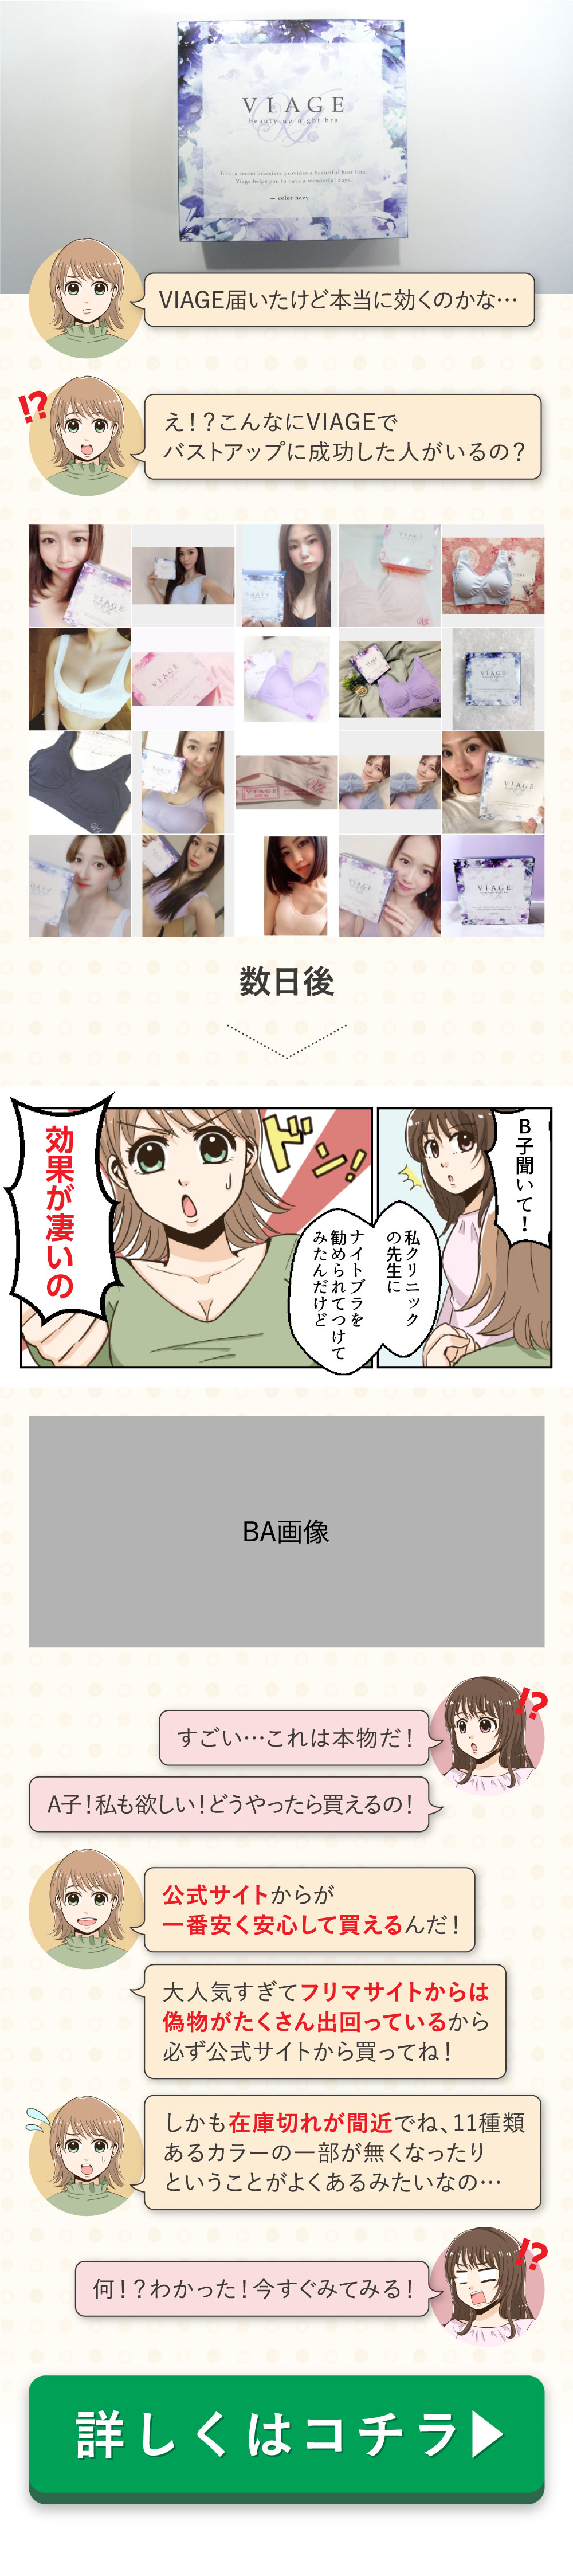 VIAGE
beauty up night bra
It is a secret brassiere provides a beautiful bust line.
Viage helps you to have a wonderful days.
— color navy —
VIAGE届いたけど本当に効くのかな…
!?
え！？こんなにVIAGEで
バストアップに成功した人がいるの？
VIAGE
VIAGE
VIAGE
VIAGE
VIAGE
VIAGE
VIAGE
VIAGE
VIAGE
VIAGE
VIAGE
VIAGE
数日後
B子聞いて！
私クリニック
の先生に
ナイトブラを
勧められてつけて
みたんだけど
ドン！
効果が凄いの
BA画像
!?
すごい…これは本物だ！
A子！私も欲しい！どうやったら買えるの！
公式サイトからが
一番安く安心して買えるんだ！
大人気すぎてフリマサイトからは
偽物がたくさん出回っているから
必ず公式サイトから買ってね！
しかも在庫切れが間近でね、11種類
あるカラーの一部が無くなったり
ということがよくあるみたいなの…
!?
何！？わかった！今すぐみてみる！
詳しくはコチラ▶